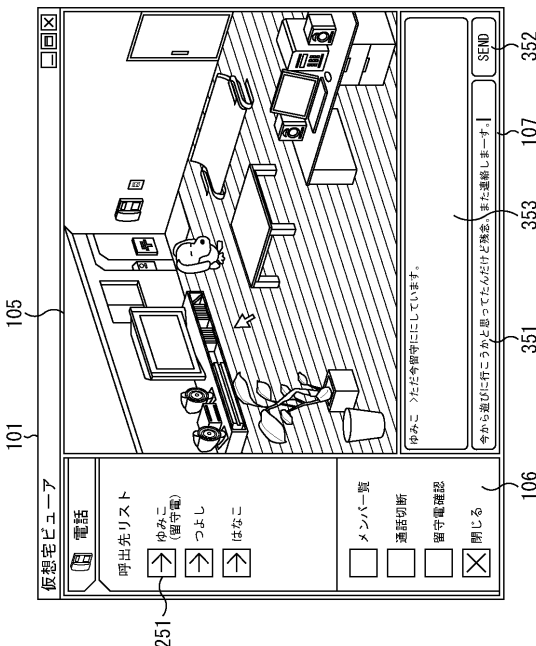 101
105
仮想宅ビューア
電話
呼出先リスト
ゆみこ
(留守電)
つよし
はなこ
251
メンバ一覧
通話切断
留守電確認
閉じる
106
ゆみこ >ただ今留守ににしています。
今から遊びに行こうかと思ってたんだけど残念。また連絡しまーす。
SEND
351
353
107
352